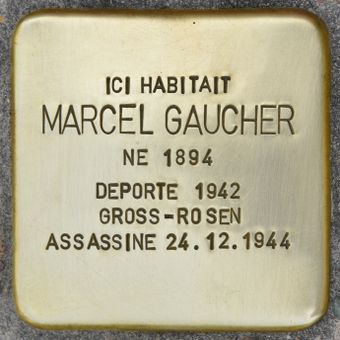 ICI HABITAIT
MARCEL GAUCHER
NE 1894
DEPORTE 1942
GROSS-ROSEN
ASSASSINE 24.12.1944